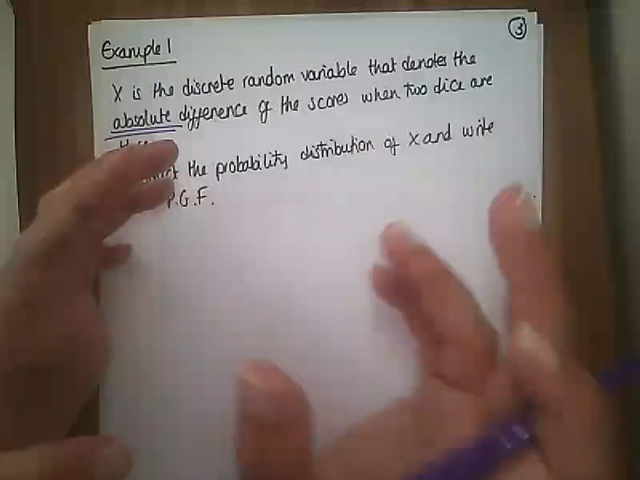 3
Example 1
X is the discrete random variable that denotes the
absolute difference of the scores when two dice are
the probability distribution of X and write
P.G.F.